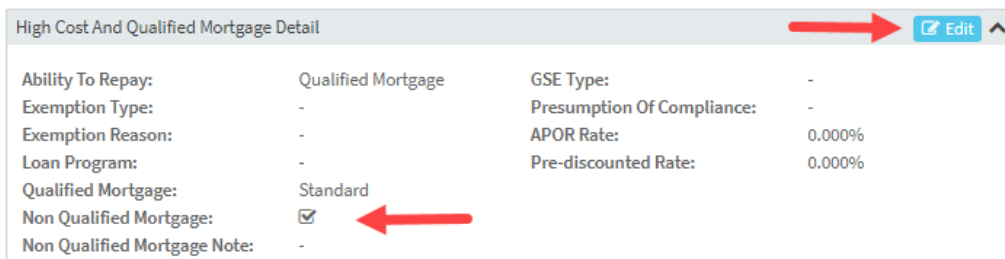 High Cost And Qualified Mortgage Detail Edit
Ability To Repay: Qualified Mortgage GSE Type: -
Exemption Type: - Presumption Of Compliance: -
Exemption Reason: - APOR Rate: 0.000%
Loan Program: - Pre-discounted Rate: 0.000%
Qualified Mortgage: Standard
Non Qualified Mortgage:
Non Qualified Mortgage Note: -